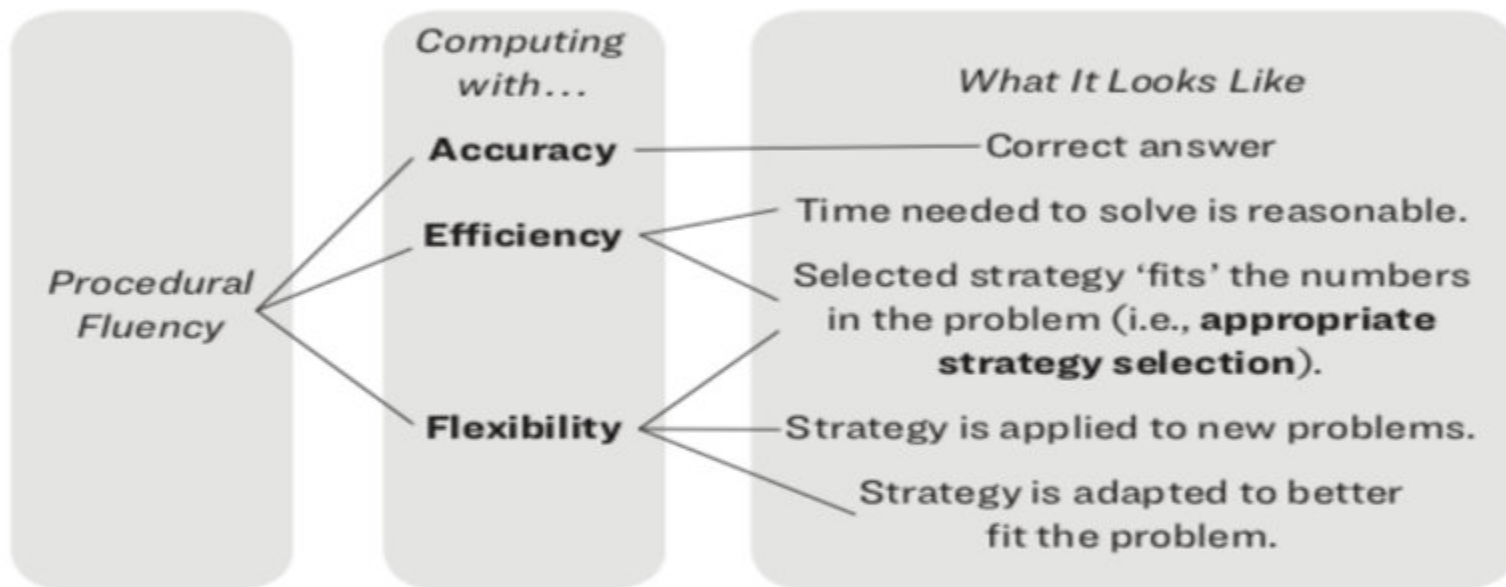 Procedural
Fluency
Computing
with...
Accuracy
Efficiency
Flexibility
What It Looks Like
Correct answer
Time needed to solve is reasonable.
Selected strategy ‘fits’ the numbers
in the problem (i.e., appropriate
strategy selection).
Strategy is applied to new problems.
Strategy is adapted to better
fit the problem.